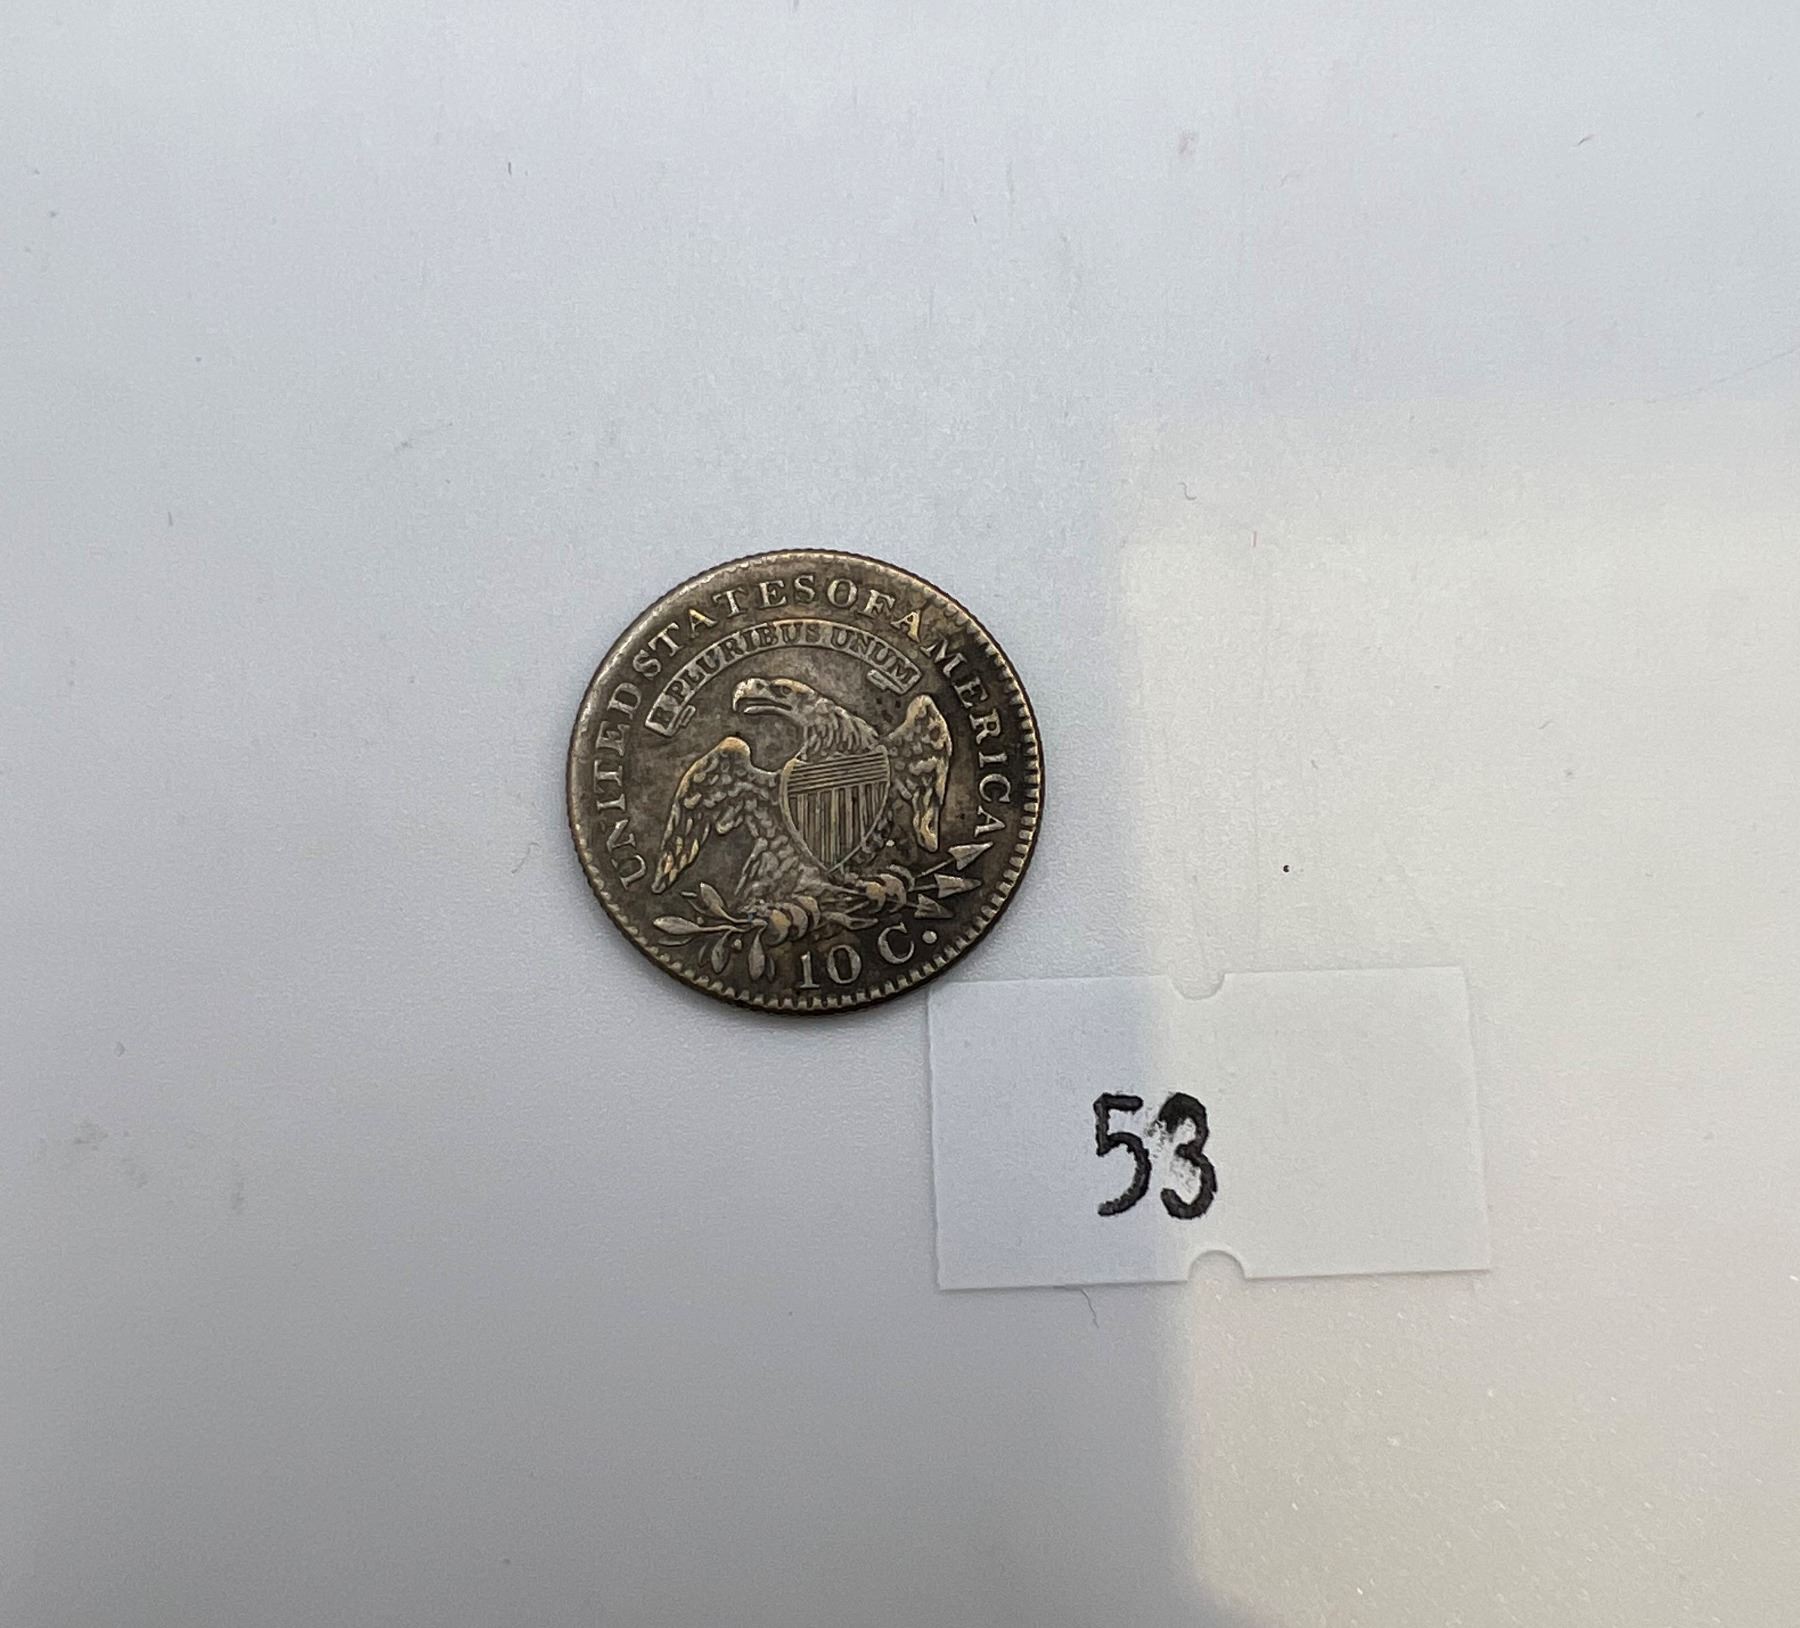 UNITED STATES OF AMERICA
E PLURIBUS UNUM
10 C.
53